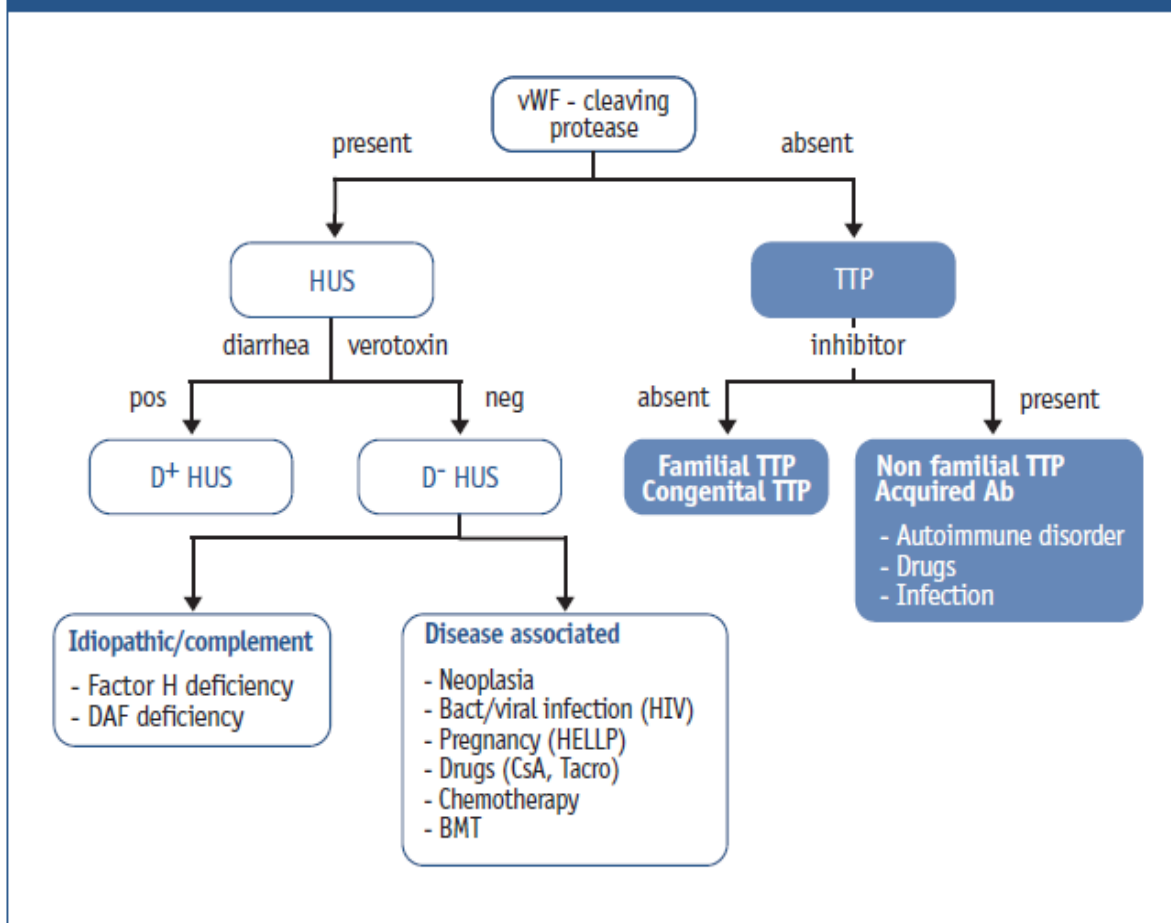 vWF - cleaving
protease
present
absent
HUS
TTP
diarrhea
verotoxin
inhibitor
pos
neg
absent
present
D⁺ HUS
D⁻ HUS
Familial TTP
Congenital TTP
Non familial TTP
Acquired Ab
- Autoimmune disorder
- Drugs
- Infection
Idiopathic/complement
- Factor H deficiency
- DAF deficiency
Disease associated
- Neoplasia
- Bact/viral infection (HIV)
- Pregnancy (HELLP)
- Drugs (CsA, Tacro)
- Chemotherapy
- BMT